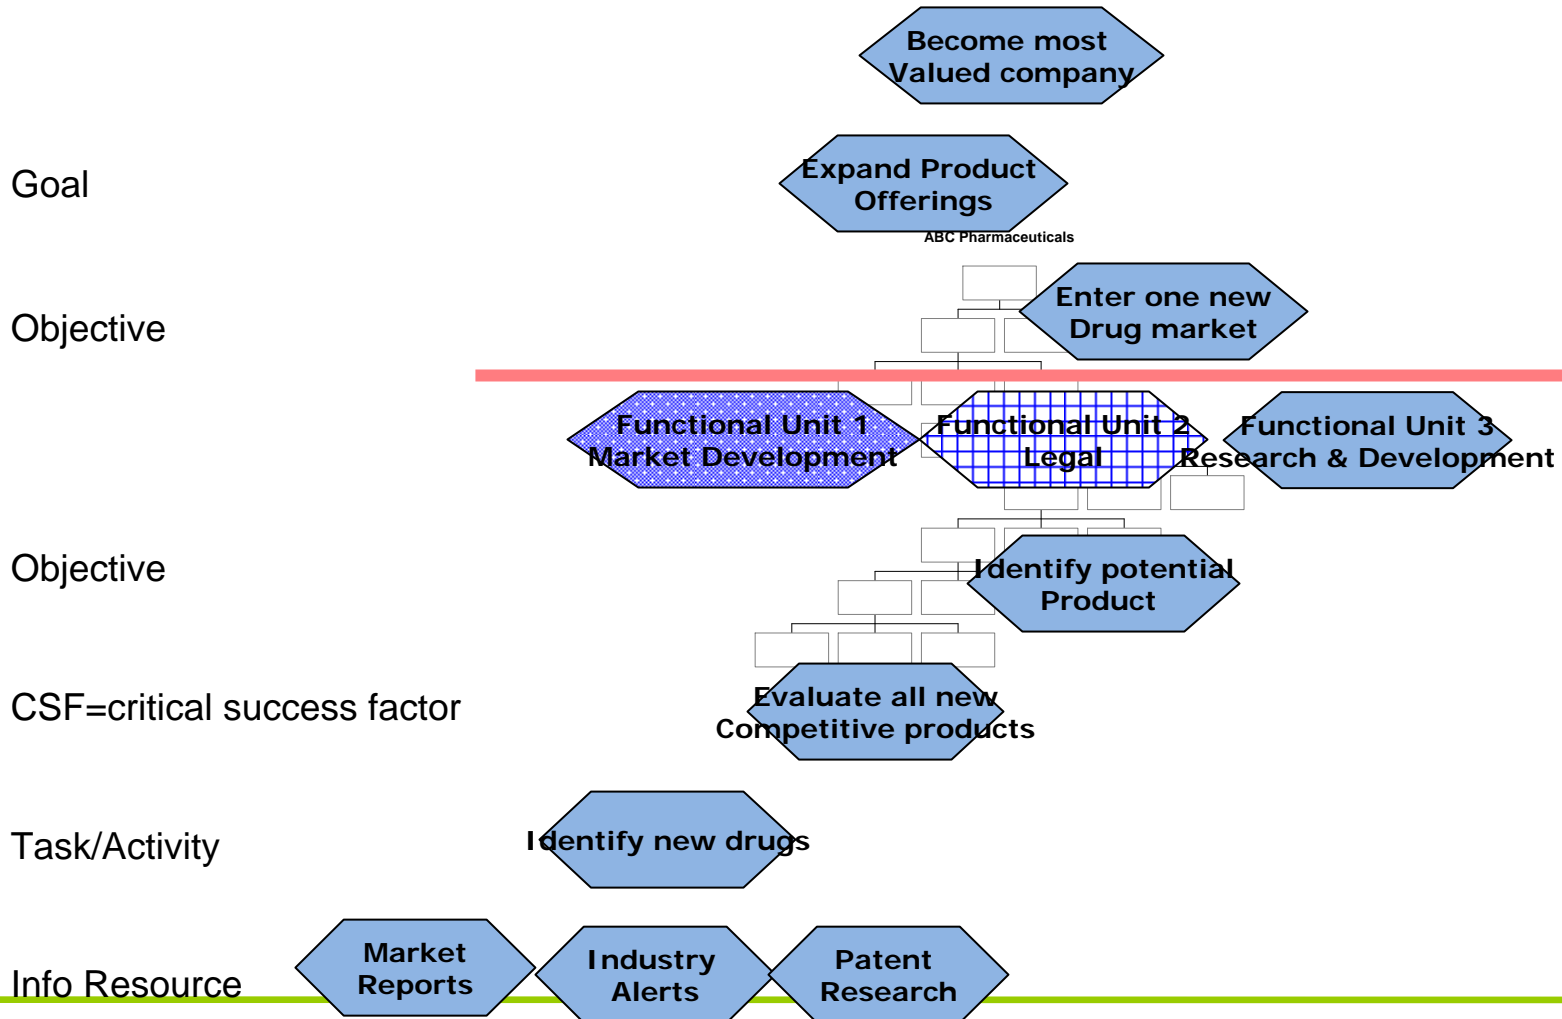 Become most
Valued company
Goal
Expand Product
Offerings
ABC Pharmaceuticals
Objective
Enter one new
Drug market
Functional Unit 1
Market Development
Functional Unit 2
Legal
Functional Unit 3
Research & Development
Objective
Identify potential
Product
CSF=critical success factor
Evaluate all new
Competitive products
Task/Activity
Identify new drugs
Info Resource
Market
Reports
Industry
Alerts
Patent
Research